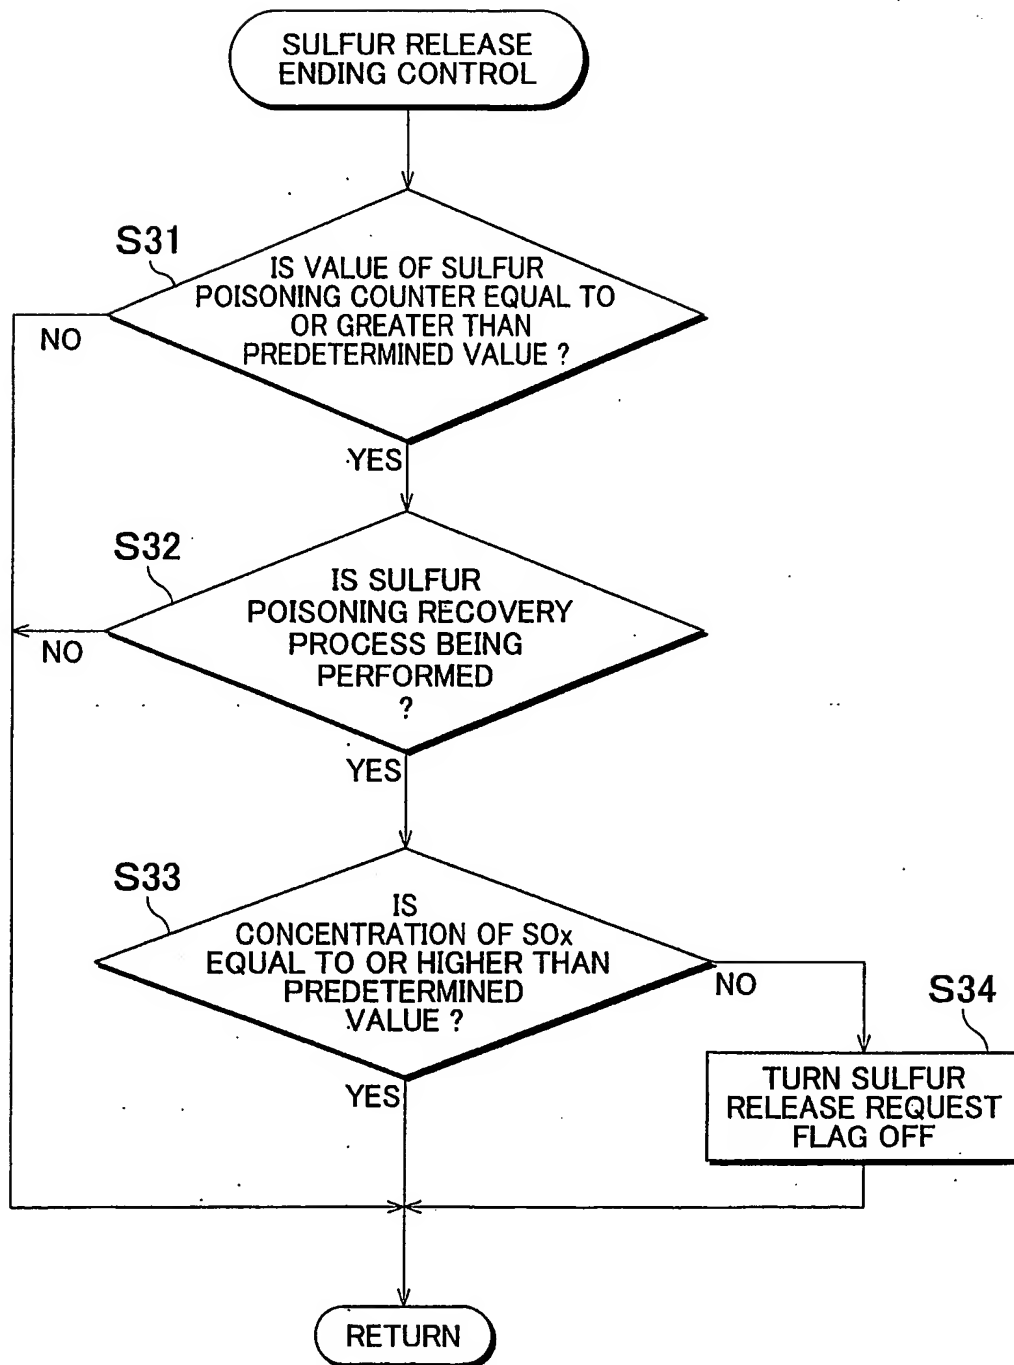 SULFUR RELEASE
ENDING CONTROL
S31
IS VALUE OF SULFUR
POISONING COUNTER EQUAL TO
OR GREATER THAN
PREDETERMINED VALUE ?
NO
YES
S32
IS SULFUR
POISONING RECOVERY
PROCESS BEING
PERFORMED
?
NO
YES
S33
IS
CONCENTRATION OF SOx
EQUAL TO OR HIGHER THAN
PREDETERMINED
VALUE ?
NO
YES
S34
TURN SULFUR
RELEASE REQUEST
FLAG OFF
RETURN